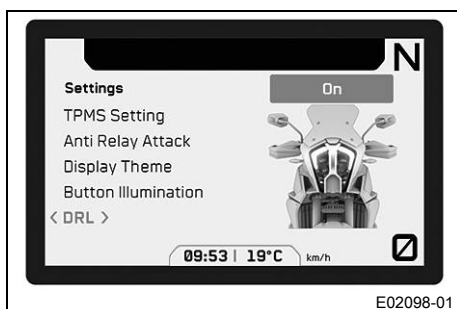 N
Settings
On
TPMS Setting
Anti Relay Attack
Display Theme
Button Illumination
< DRL >
09:53 | 19°C km/h
0
E02098-01